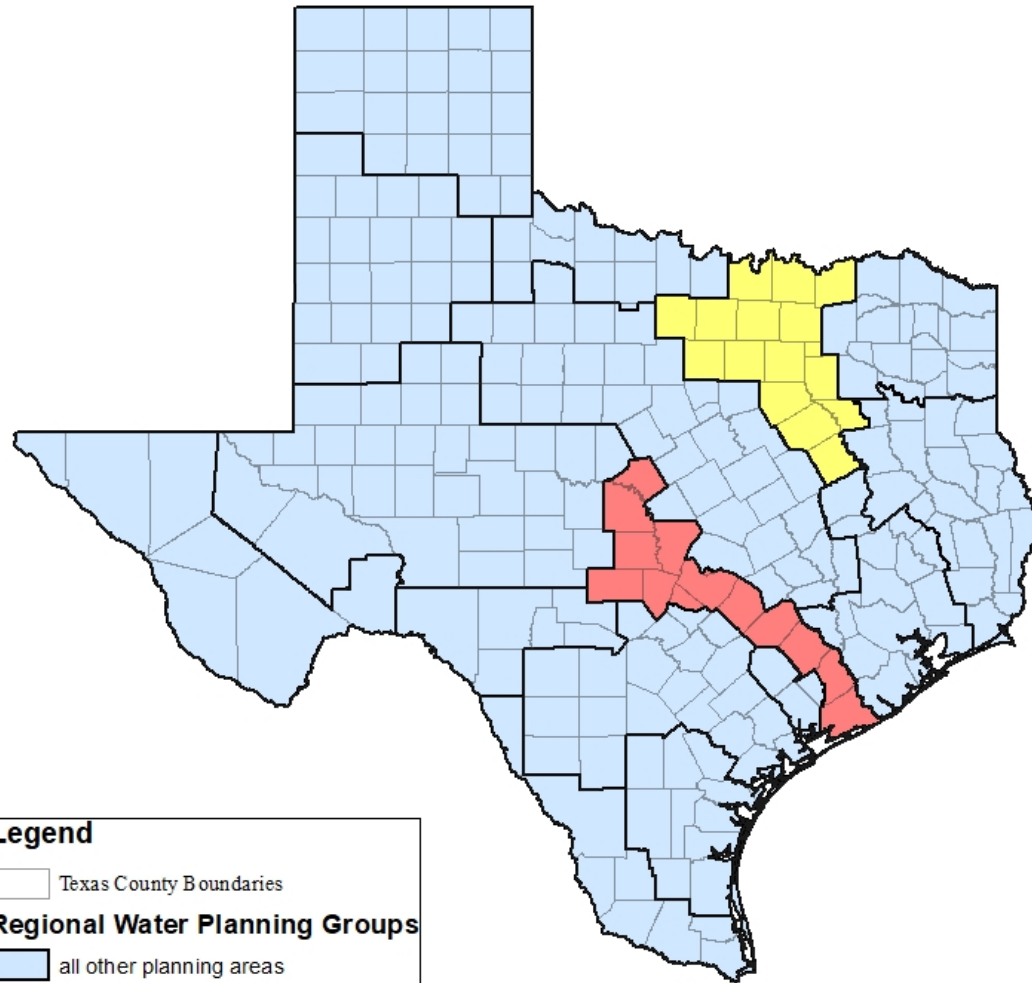 Legend
Texas County Boundaries
Regional Water Planning Groups
all other planning areas